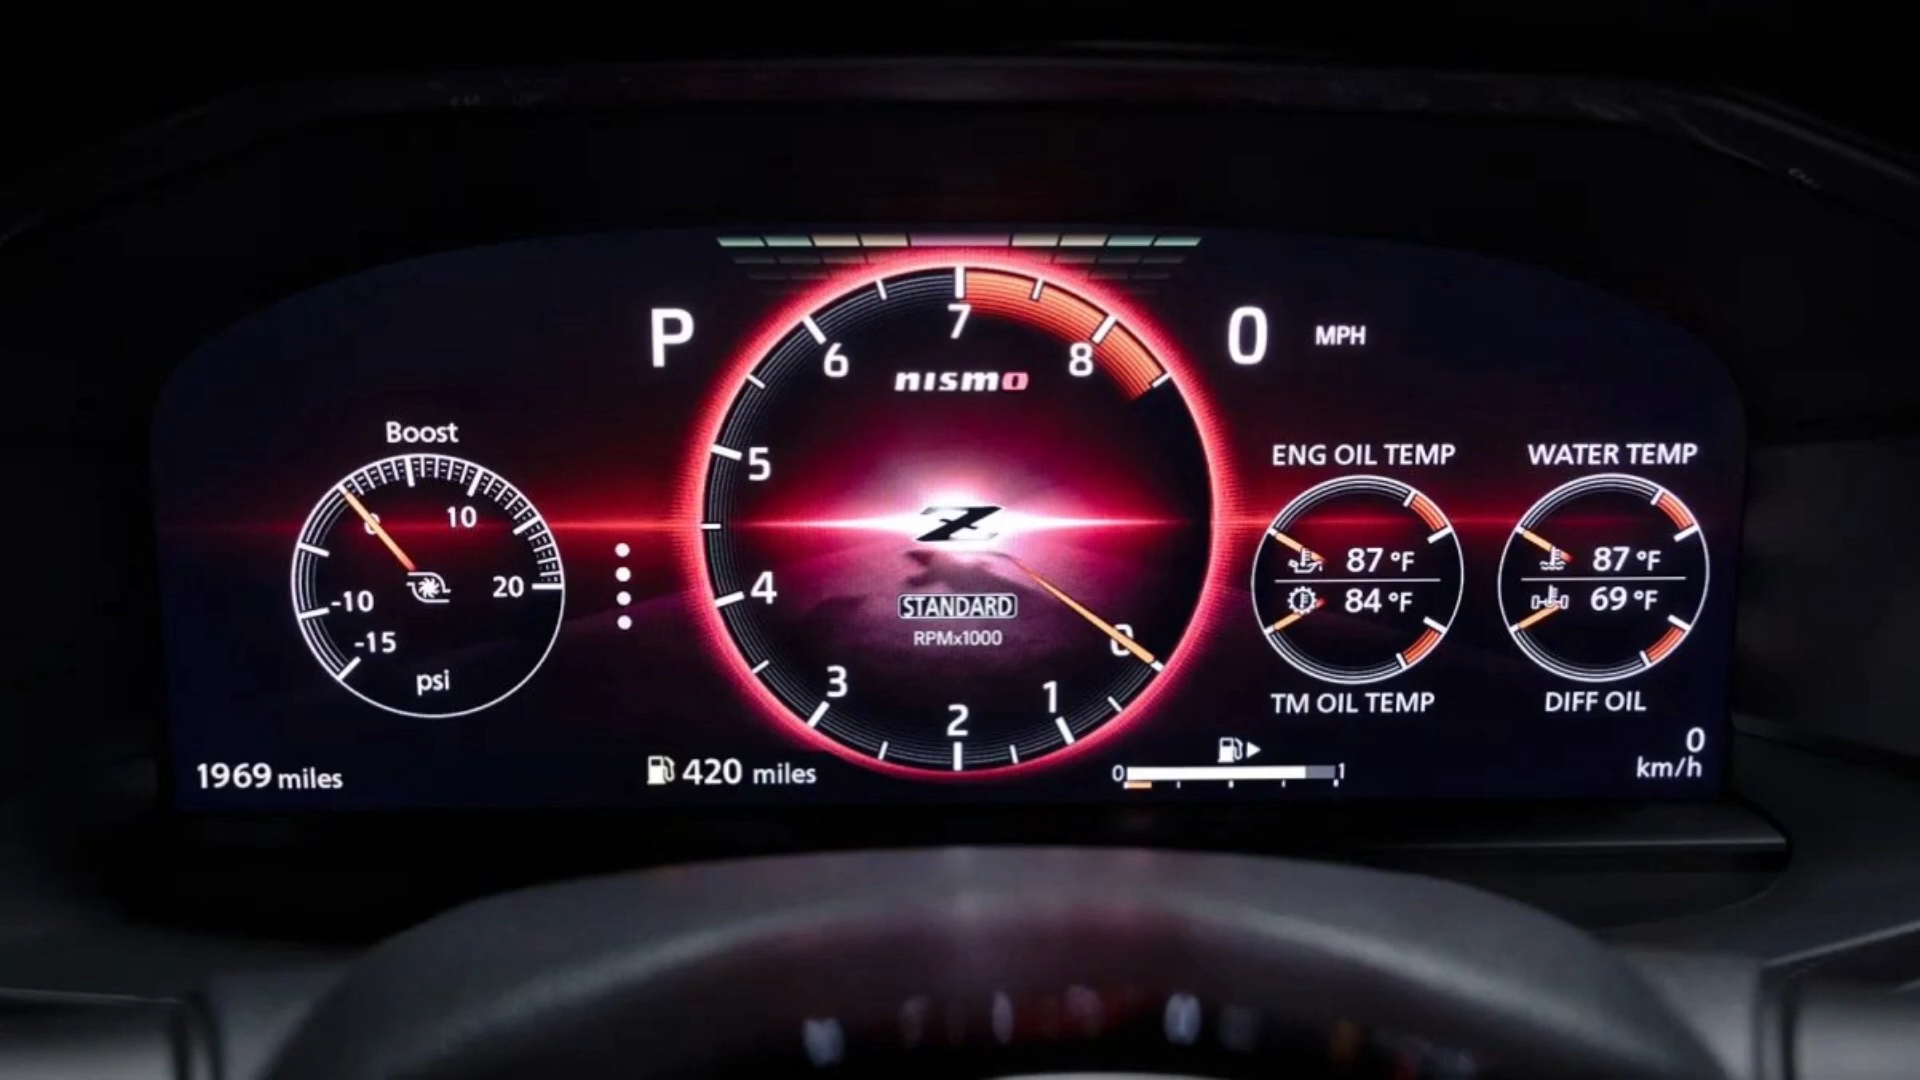 P
0 MPH
7
6
8
nismo
5
4
3
2
1
0
STANDARD
RPMx1000
Boost
0
10
20
-10
-15
psi
ENG OIL TEMP
87 °F
84 °F
TM OIL TEMP
WATER TEMP
87 °F
69 °F
DIFF OIL
1969 miles
420 miles
0 1
0
km/h